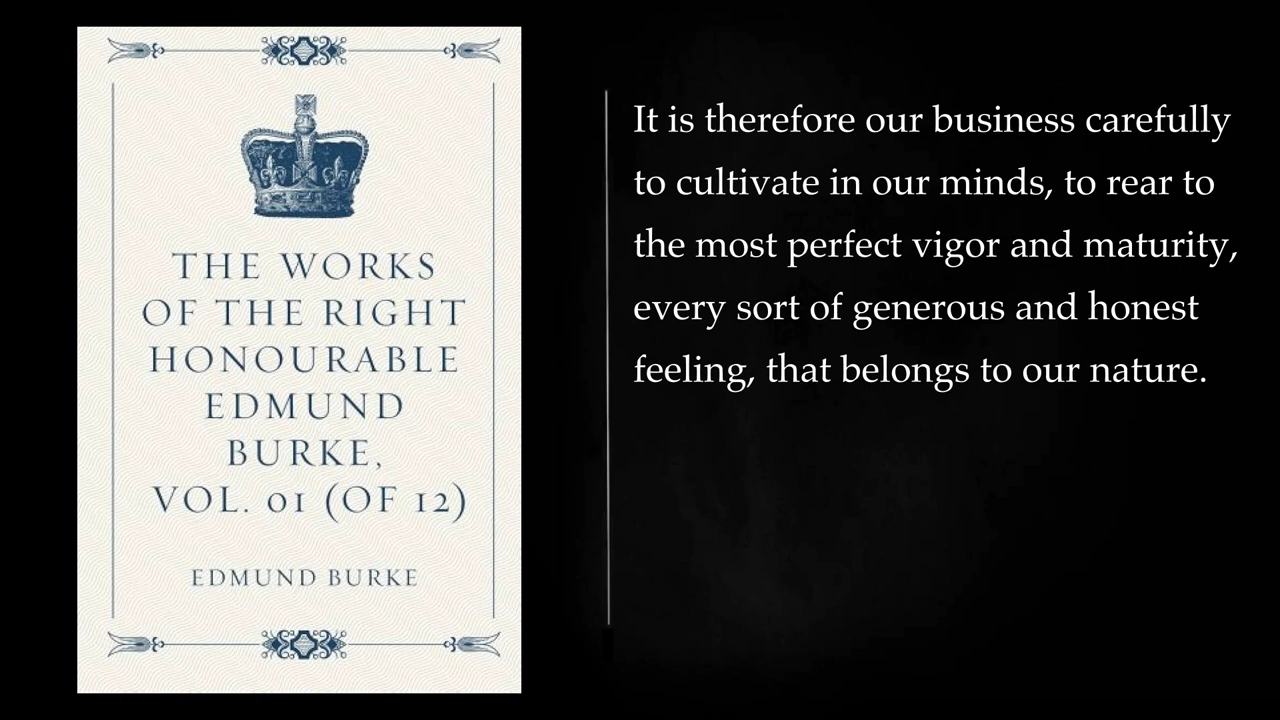 THE WORKS
OF THE RIGHT
HONOURABLE
EDMUND
BURKE,
VOL. 01 (OF 12)
EDMUND BURKE
It is therefore our business carefully
to cultivate in our minds, to rear to
the most perfect vigor and maturity,
every sort of generous and honest
feeling, that belongs to our nature.